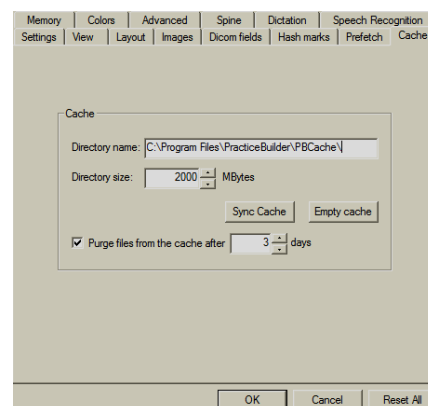 Memory Colors Advanced Spine Dictation Speech Recognition
Settings View Layout Images Dicom fields Hash marks Prefetch Cache
Cache
Directory name: C:\Program Files\PracticeBuilder\PBCache\
Directory size: 2000 MBytes
Sync Cache Empty cache
Purge files from the cache after 3 days
OK Cancel Reset All